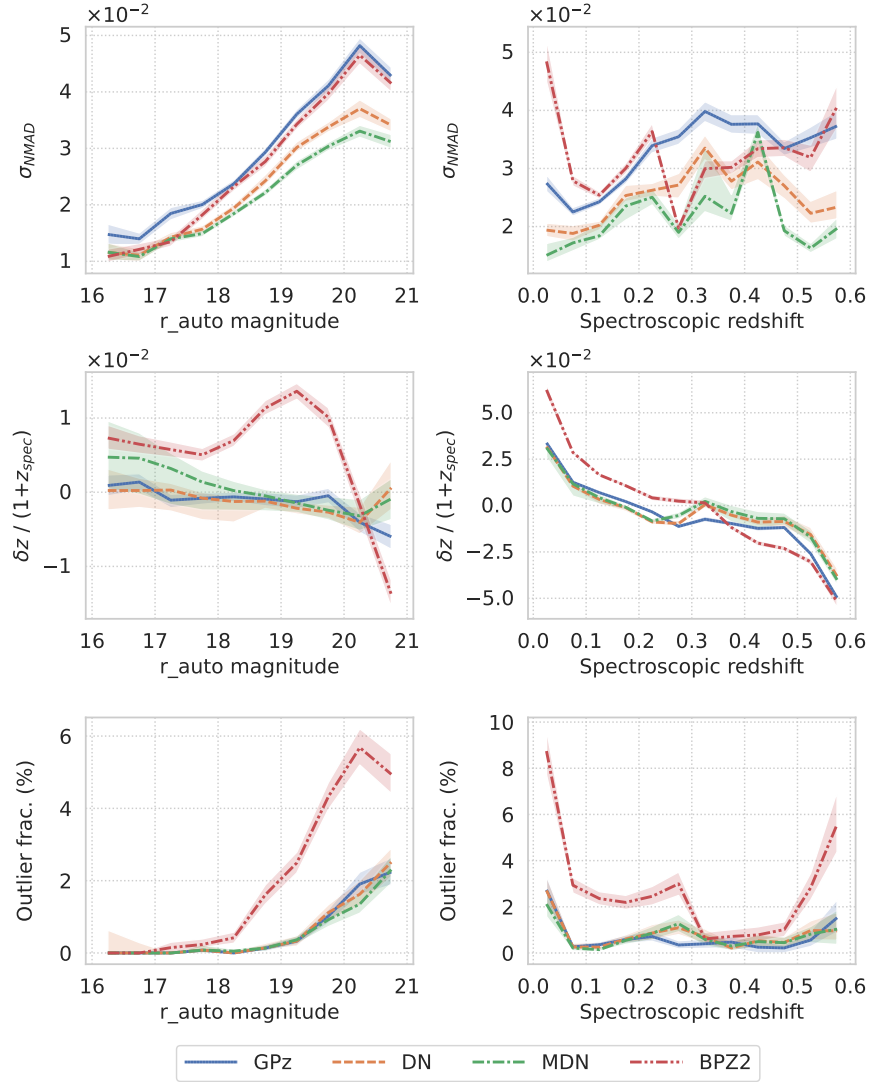 ×10⁻² ×10⁻²
5
4
3
2
1
σ_NMAD
16 17 18 19 20 21
r_auto magnitude
5
4
3
2
σ_NMAD
0.0 0.1 0.2 0.3 0.4 0.5 0.6
Spectroscopic redshift
×10⁻² ×10⁻²
1
0
−1
δz / (1+z_spec)
16 17 18 19 20 21
r_auto magnitude
5.0
2.5
0.0
−2.5
−5.0
δz / (1+z_spec)
0.0 0.1 0.2 0.3 0.4 0.5 0.6
Spectroscopic redshift
6
4
2
0
Outlier frac. (%)
16 17 18 19 20 21
r_auto magnitude
10
8
6
4
2
0
Outlier frac. (%)
0.0 0.1 0.2 0.3 0.4 0.5 0.6
Spectroscopic redshift
GPz DN MDN BPZ2